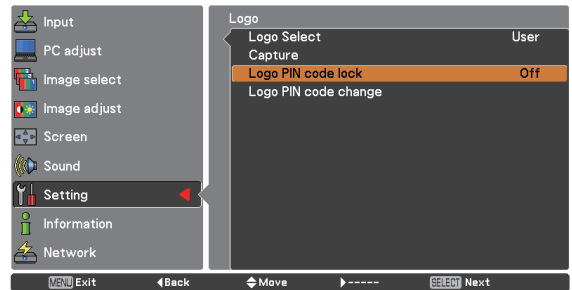 Input
PC adjust
Image select
Image adjust
Screen
Sound
Setting
Information
Network
Logo
Logo Select User
Capture
Logo PIN code lock Off
Logo PIN code change
MENU Exit Back Move ----- SELECT Next